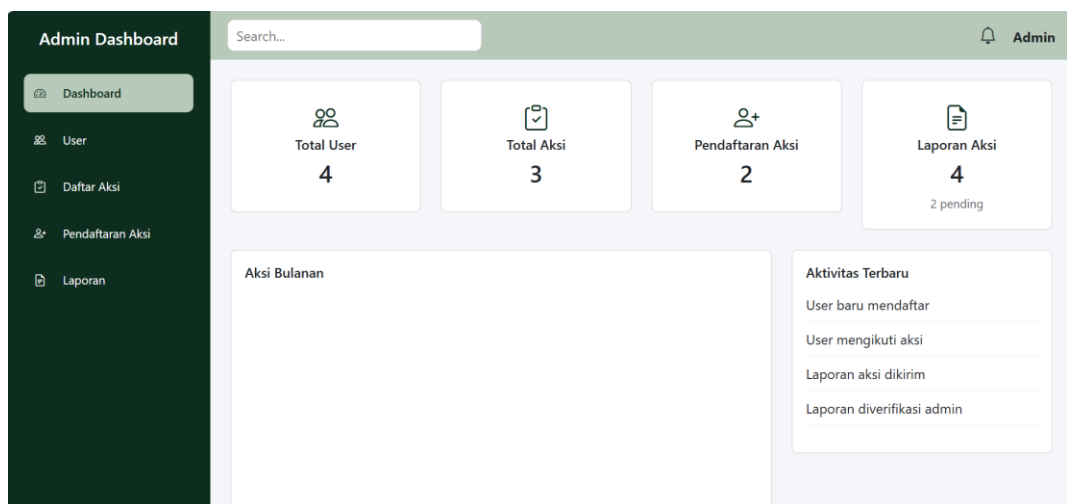 Admin Dashboard
Search...
Admin
Dashboard
User
Daftar Aksi
Pendaftaran Aksi
Laporan
Total User
4
Total Aksi
3
Pendaftaran Aksi
2
Laporan Aksi
4
2 pending
Aksi Bulanan
Aktivitas Terbaru
User baru mendaftar
User mengikuti aksi
Laporan aksi dikirim
Laporan diverifikasi admin